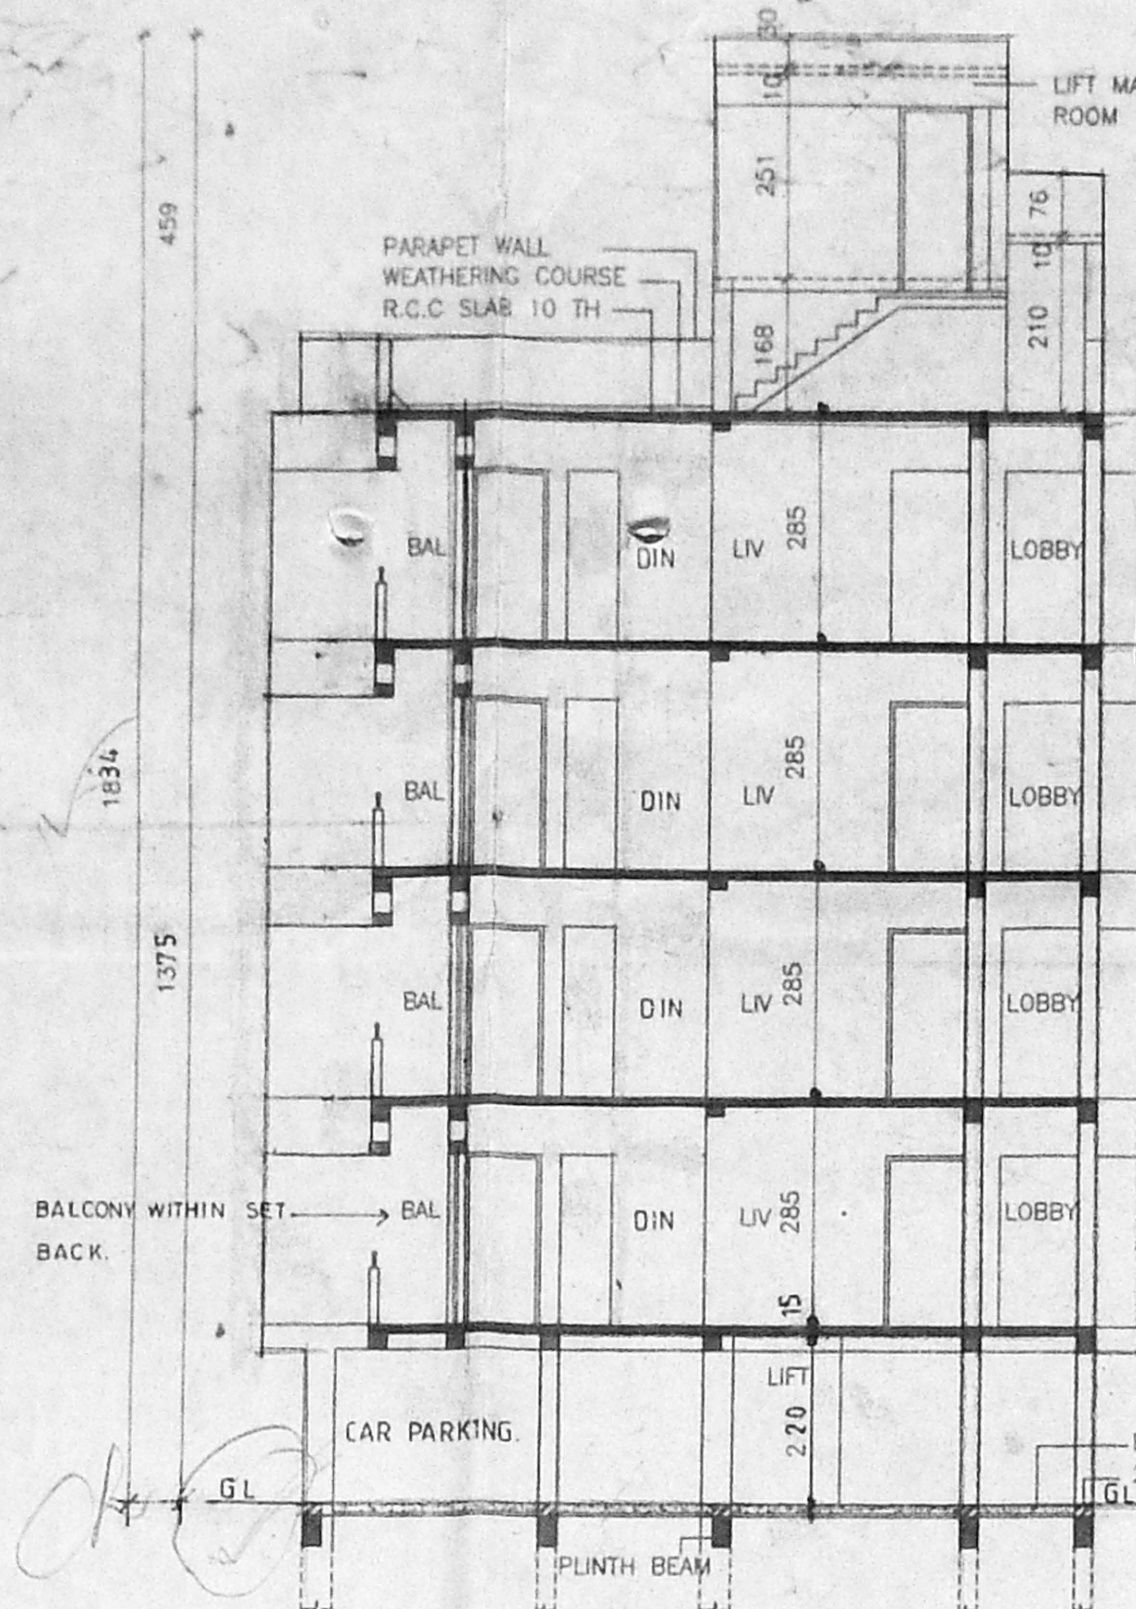 30
10
LIFT MA
ROOM
251
76
459
PARAPET WALL
WEATHERING COURSE
R.C.C SLAB 10 TH
10
210
168
BAL
DIN
LIV
285
LOBBY
1834
BAL
DIN
LIV
285
LOBBY
1375
BAL
DIN
LIV
285
LOBBY
BALCONY WITHIN SET
BACK.
BAL
DIN
LIV
285
LOBBY
15
LIFT
220
CAR PARKING.
GL
GL
PLINTH BEAM